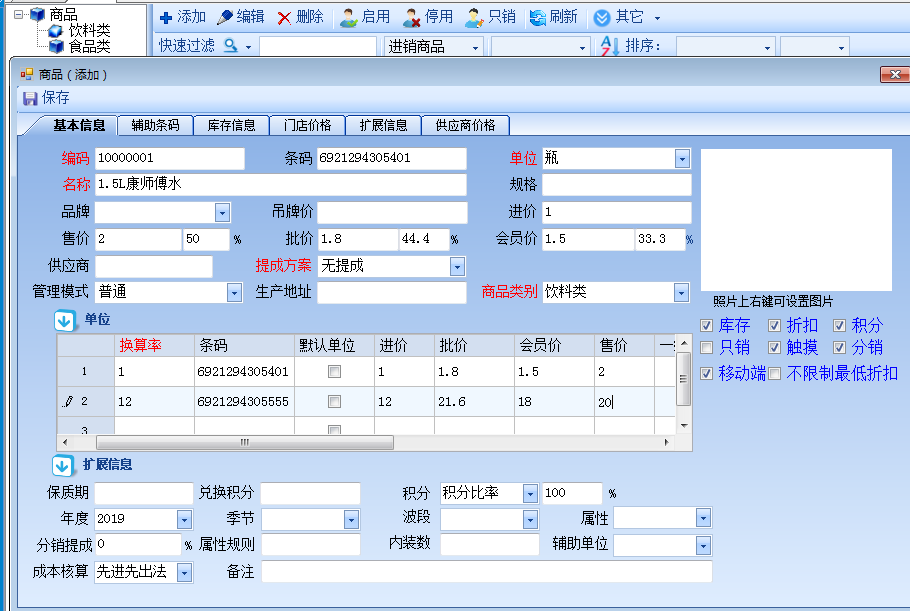 商品
饮料类
食品类
添加 编辑 删除 启用 停用 只销 刷新 其它
快速过滤 进销商品 排序:
商品（添加）
保存
基本信息 辅助条码 库存信息 门店价格 扩展信息 供应商价格
编码 10000001 条码 6921294305401 单位 瓶
名称 1.5L康师傅水 规格
品牌 吊牌价 进价 1
售价 2 50 % 批价 1.8 44.4 % 会员价 1.5 33.3 %
供应商 提成方案 无提成
管理模式 普通 生产地址 商品类别 饮料类
照片上右键可设置图片
库存 折扣 积分
只销 触摸 分销
移动端 不限制最低折扣
单位
换算率 条码 默认单位 进价 批价 会员价 售价
1 1 6921294305401 1 1.8 1.5 2
2 12 6921294305555 12 21.6 18 20
3
扩展信息
保质期 兑换积分 积分 积分比率 100 %
年度 2019 季节 波段 属性
分销提成 0 % 属性规则 内装数 辅助单位
成本核算 先进先出法 备注